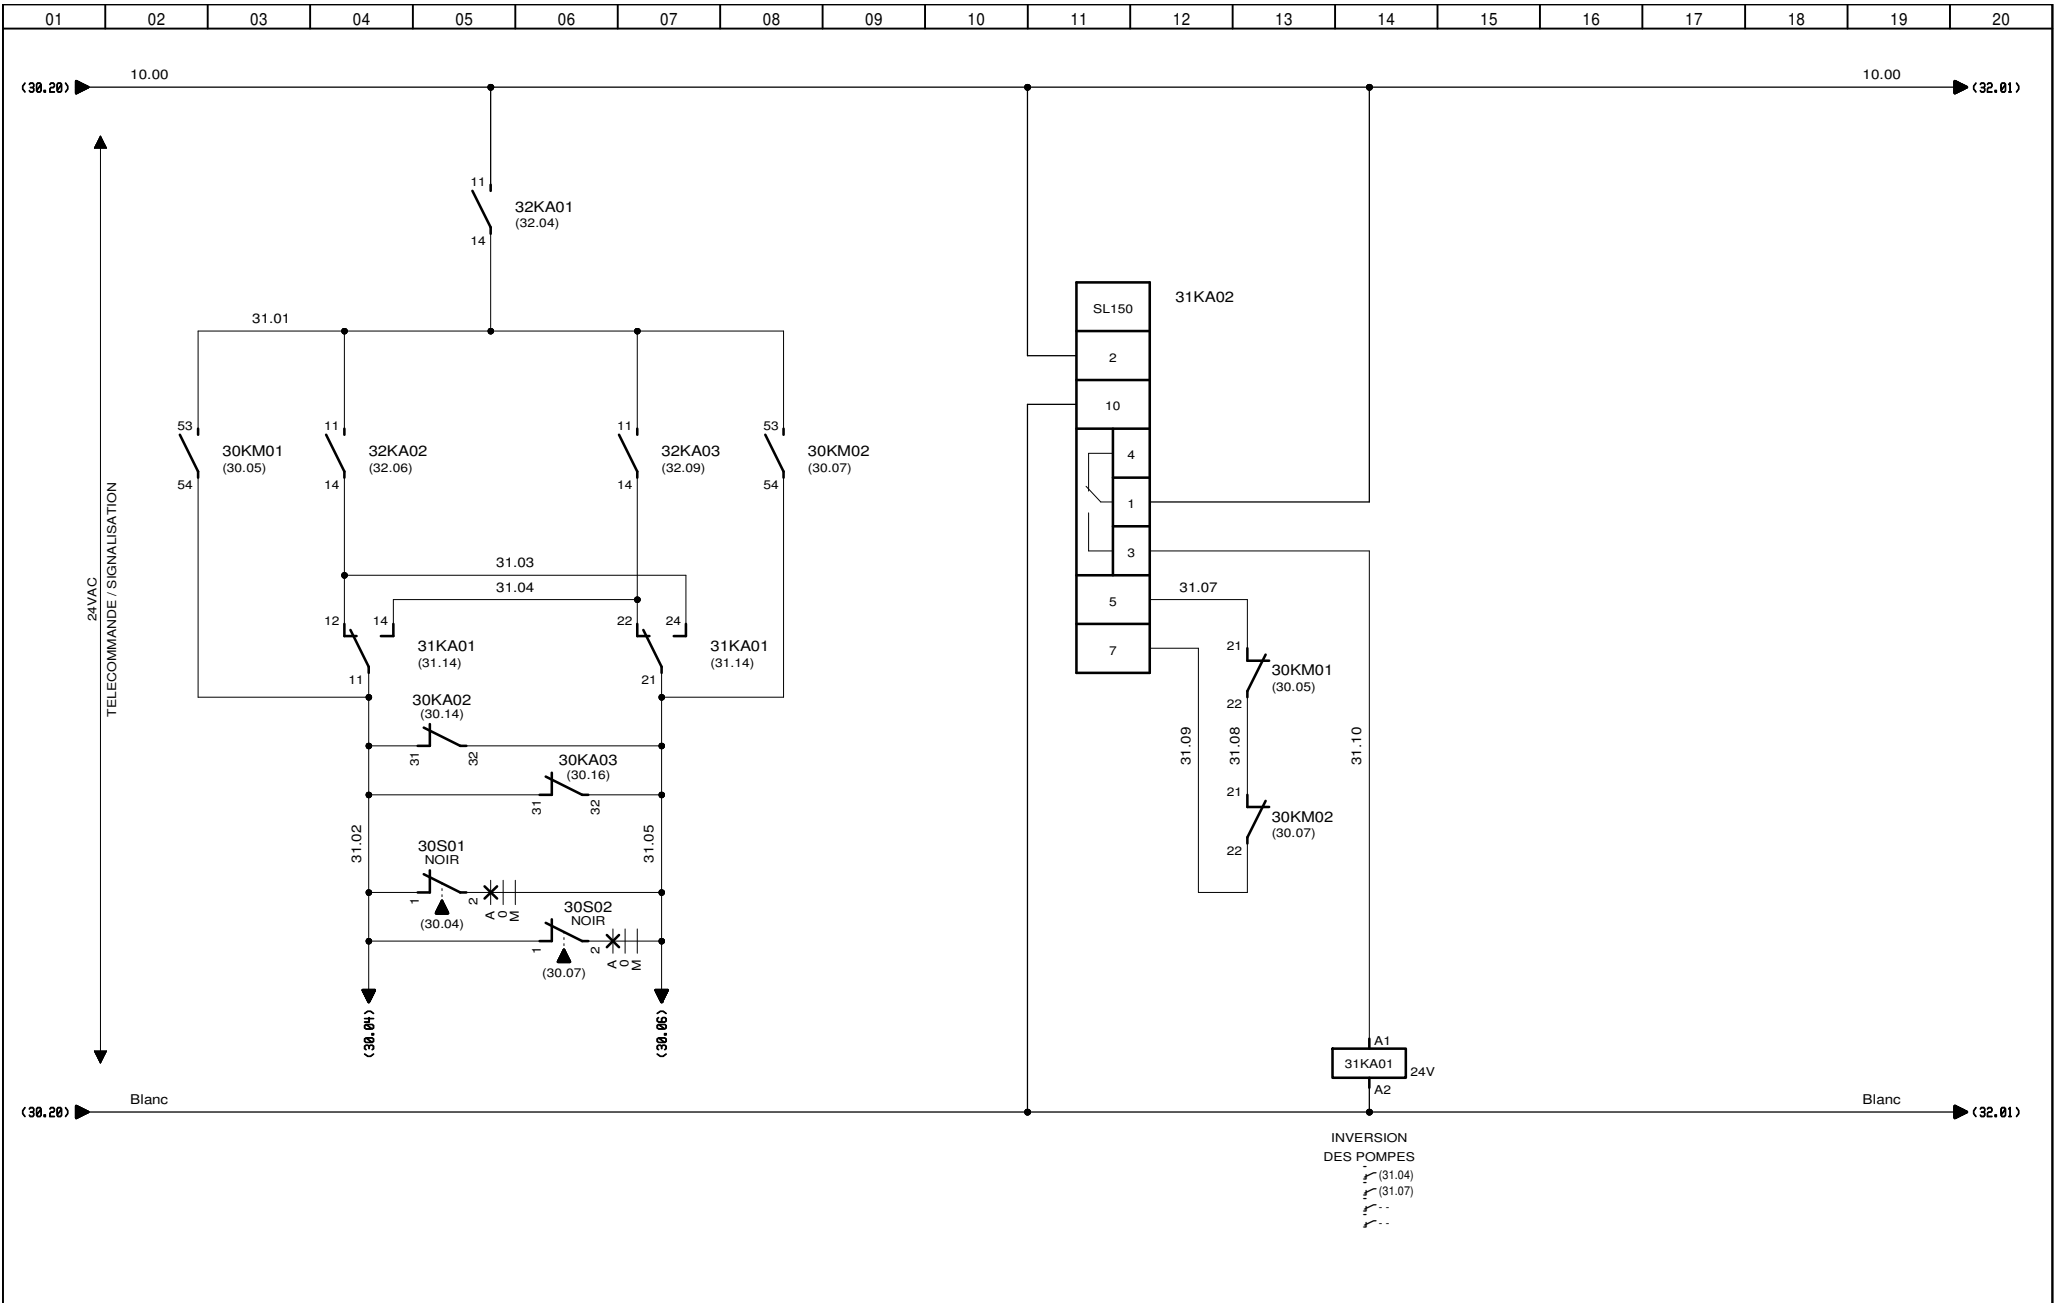 01 02 03 04 05 06 07 08 09 10 11 12 13 14 15 16 17 18 19 20
10.00 10.00
(30.20) (32.01)
11
32KA01
(32.04)
14
31.01
53
30KM01
(30.05)
54
11
32KA02
(32.06)
14
11
32KA03
(32.09)
14
53
30KM02
(30.07)
54
24VAC
TELECOMMANDE / SIGNALISATION
31.03
31.04
12 14
31KA01
(31.14)
11
22 24
31KA01
(31.14)
21
30KA02
(30.14)
31 32
30KA03
(30.16)
31 32
31.02
31.05
30S01
NOIR
1 2
A 0 M
(30.04)
30S02
NOIR
1 2
A 0 M
(30.07)
(30.04)
(30.06)
SL150
31KA02
2
10
4
1
3
5
7
31.07
21
30KM01
(30.05)
22
31.09
31.08
31.10
21
30KM02
(30.07)
22
A1
31KA01
24V
A2
Blanc Blanc
(30.20) (32.01)
INVERSION
DES POMPES
(31.04)
(31.07)
- -
- -